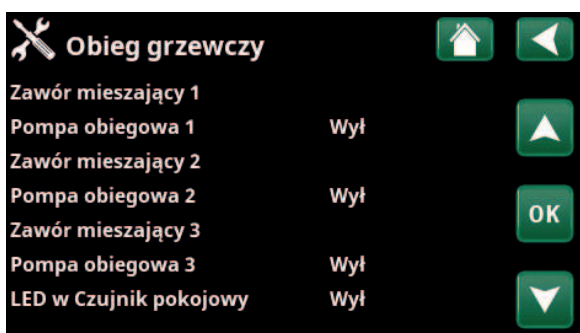 Obieg grzewczy
Zawór mieszający 1
Pompa obiegowa 1 Wył
Zawór mieszający 2
Pompa obiegowa 2 Wył
Zawór mieszający 3
Pompa obiegowa 3 Wył
LED w Czujnik pokojowy Wył
OK